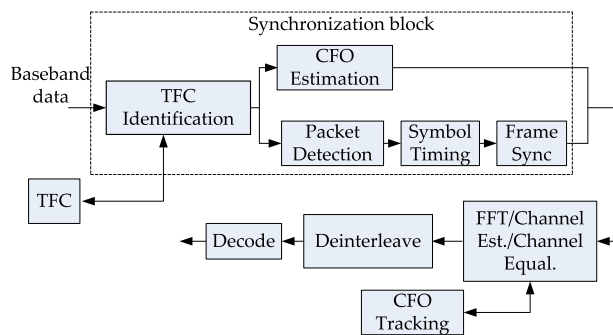 Synchronization block
Baseband
data
TFC
Identification
CFO
Estimation
Packet
Detection
Symbol
Timing
Frame
Sync
TFC
Decode
Deinterleave
FFT/Channel
Est./Channel
Equal.
CFO
Tracking